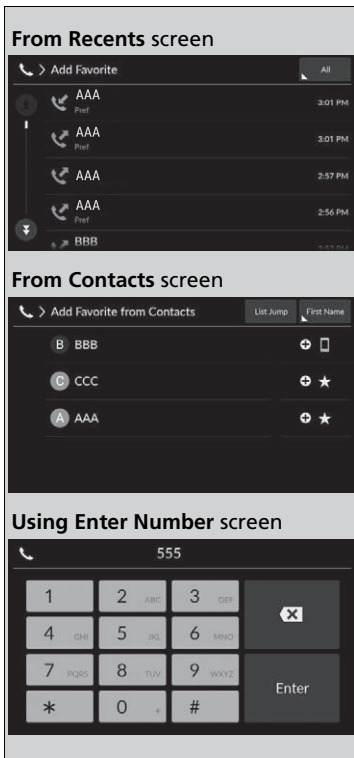 From Recents screen
> Add Favorite All
AAA
Pref 3:01 PM
AAA
Pref 3:01 PM
AAA 2:57 PM
AAA
Pref 2:56 PM
BBB 2:57 PM
From Contacts screen
> Add Favorite from Contacts List Jump First Name
B BBB
C CCC
A AAA
Using Enter Number screen
555
1 2 ABC 3 DEF
4 GHI 5 JKL 6 MNO
7 PQRS 8 TUV 9 WXYZ
Enter
* 0 + #